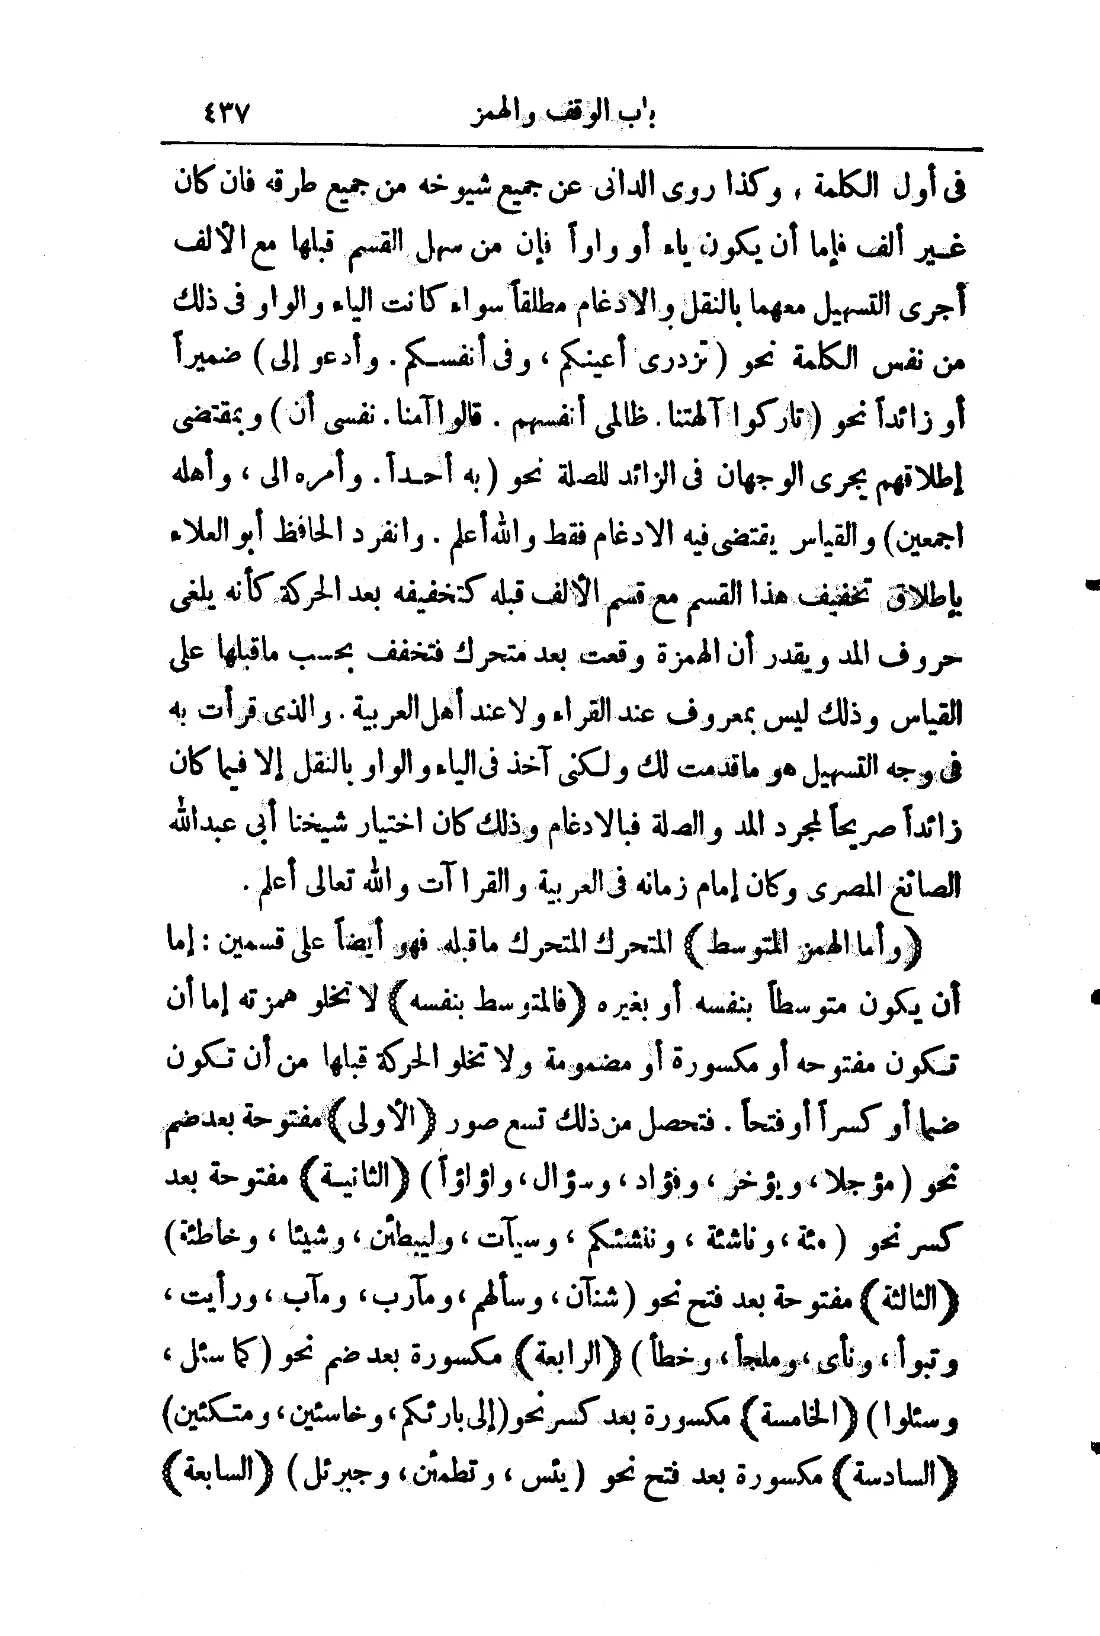 باب الوقف والهمز ٤٣٧
فى أول الكلمة ، وكذا روى الدانى عن جميع شيوخه من جميع طرقه فان كان
غير ألف فإما أن يكون ياء أو واواً فإن من سهل القسم قبلها مع الألف
أجرى التسهيل معهما بالنقل والادغام مطلقاً سواء كانت الياء والواو فى ذلك
من نفس الكلمة نحو (تزدرى أعينكم ، وفى أنفسكم . وأدعو إلى) ضميراً
أو زائداً نحو (تاركوا آلهتنا . ظالمى أنفسهم . قالوا آمنا . نفسى أن) وبمقتضى
إطلاقهم يجرى الوجهان فى الزائد للصلة نحو (به أحداً . وأمره الى ، وأهله
اجمعين) والقياس يقتضى فيه الادغام فقط والله أعلم . وانفرد الحافظ أبو العلاء
بإطلاق تخفيف هذا القسم مع قسم الألف قبله كتخفيفه بعد الحركة كأنه يلغى
حروف المد ويقدر أن الهمزة وقعت بعد متحرك فتخفف بحسب ماقبلها على
القياس وذلك ليس بمعروف عند القراء ولا عند أهل العربية . والذى قرأت به
فى وجه التسهيل هو ماقدمت لك ولكنى آخذ فى الياء والواو بالنقل إلا فيما كان
زائداً صريحاً لمجرد المد والصلة فبالادغام وذلك كان اختيار شيخنا أبى عبدالله
الصائغ المصرى وكان إمام زمانه فى العربية والقراآت والله تعالى أعلم .
﴿وأما الهمز المتوسط﴾ المتحرك المتحرك ماقبله فهو أيضاً على قسمين : إما
أن يكون متوسطاً بنفسه أو بغيره ﴿فالمتوسط بنفسه﴾ لا تخلو همزته إما أن
تكون مفتوحه أو مكسورة أو مضمومة ولا تخلو الحركة قبلها من أن تكون
ضما أو كسراً أو فتحاً . فتحصل من ذلك تسع صور ﴿الأولى﴾ مفتوحة بعد ضم
نحو (مؤجلا ، ويؤخر ، وفؤاد ، وسؤال ، ولؤلؤاً) ﴿الثانية﴾ مفتوحة بعد
كسر نحو (مئة ، وناشئة ، وننشئكم ، وسيآت ، وليبطئن ، وشيئا ، وخاطئة)
﴿الثالثة﴾ مفتوحة بعد فتح نحو (شنآن ، وسألهم ، ومآرب ، ومآب ، ورأيت ،
وتبوأ ، ونأى ، وملجأ ، وخطأ) ﴿الرابعة﴾ مكسورة بعد ضم نحو (كما سئل ،
وسئلوا) ﴿الخامسة﴾ مكسورة بعد كسر نحو (إلى بارئكم ، وخاسئين ، ومتكئين)
﴿السادسة﴾ مكسورة بعد فتح نحو (يئس ، وتطمئن ، وجبرئل) ﴿السابعة﴾